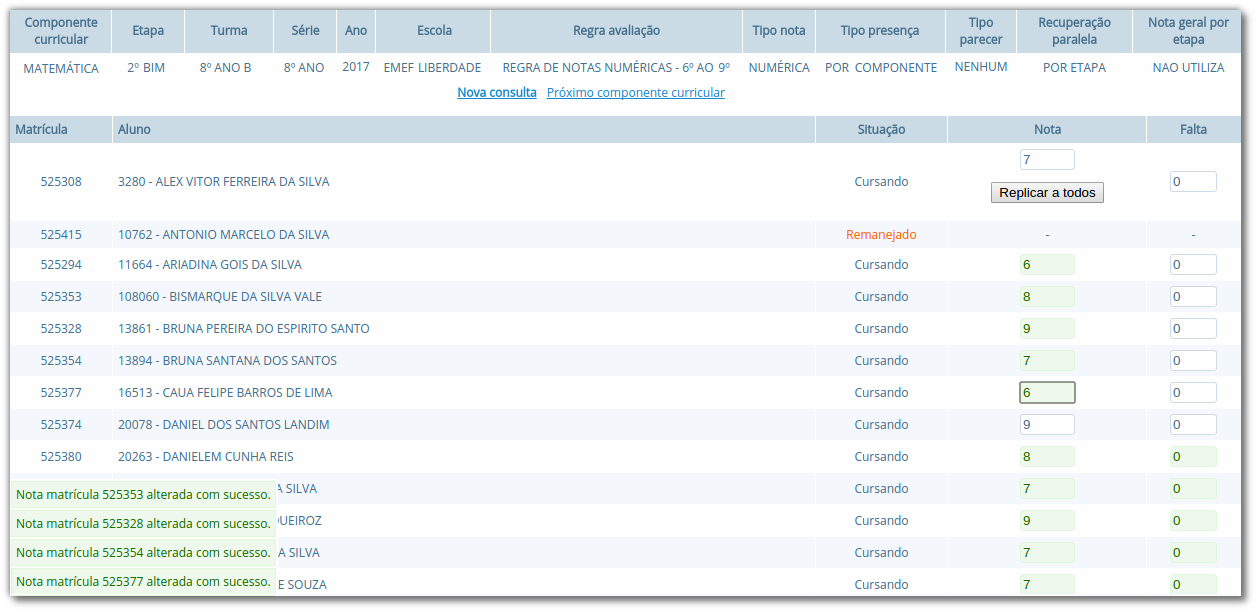 Componente curricular Etapa Turma Série Ano Escola Regra avaliação Tipo nota Tipo presença Tipo parecer Recuperação paralela Nota geral por etapa
MATEMÁTICA 2º BIM 8º ANO B 8º ANO 2017 EMEF LIBERDADE REGRA DE NOTAS NUMÉRICAS - 6º AO 9º NUMÉRICA POR COMPONENTE NENHUM POR ETAPA NAO UTILIZA
Nova consulta Próximo componente curricular
Matrícula Aluno Situação Nota Falta
525308 3280 - ALEX VITOR FERREIRA DA SILVA Cursando 7 0
Replicar a todos
525415 10762 - ANTONIO MARCELO DA SILVA Remanejado - -
525294 11664 - ARIADINA GOIS DA SILVA Cursando 6 0
525353 108060 - BISMARQUE DA SILVA VALE Cursando 8 0
525328 13861 - BRUNA PEREIRA DO ESPIRITO SANTO Cursando 9 0
525354 13894 - BRUNA SANTANA DOS SANTOS Cursando 7 0
525377 16513 - CAUA FELIPE BARROS DE LIMA Cursando 6 0
525374 20078 - DANIEL DOS SANTOS LANDIM Cursando 9 0
525380 20263 - DANIELEM CUNHA REIS Cursando 8 0
A SILVA Cursando 7 0
Nota matrícula 525353 alterada com sucesso.
UEIROZ Cursando 9 0
Nota matrícula 525328 alterada com sucesso.
A SILVA Cursando 7 0
Nota matrícula 525354 alterada com sucesso.
E SOUZA Cursando 7 0
Nota matrícula 525377 alterada com sucesso.